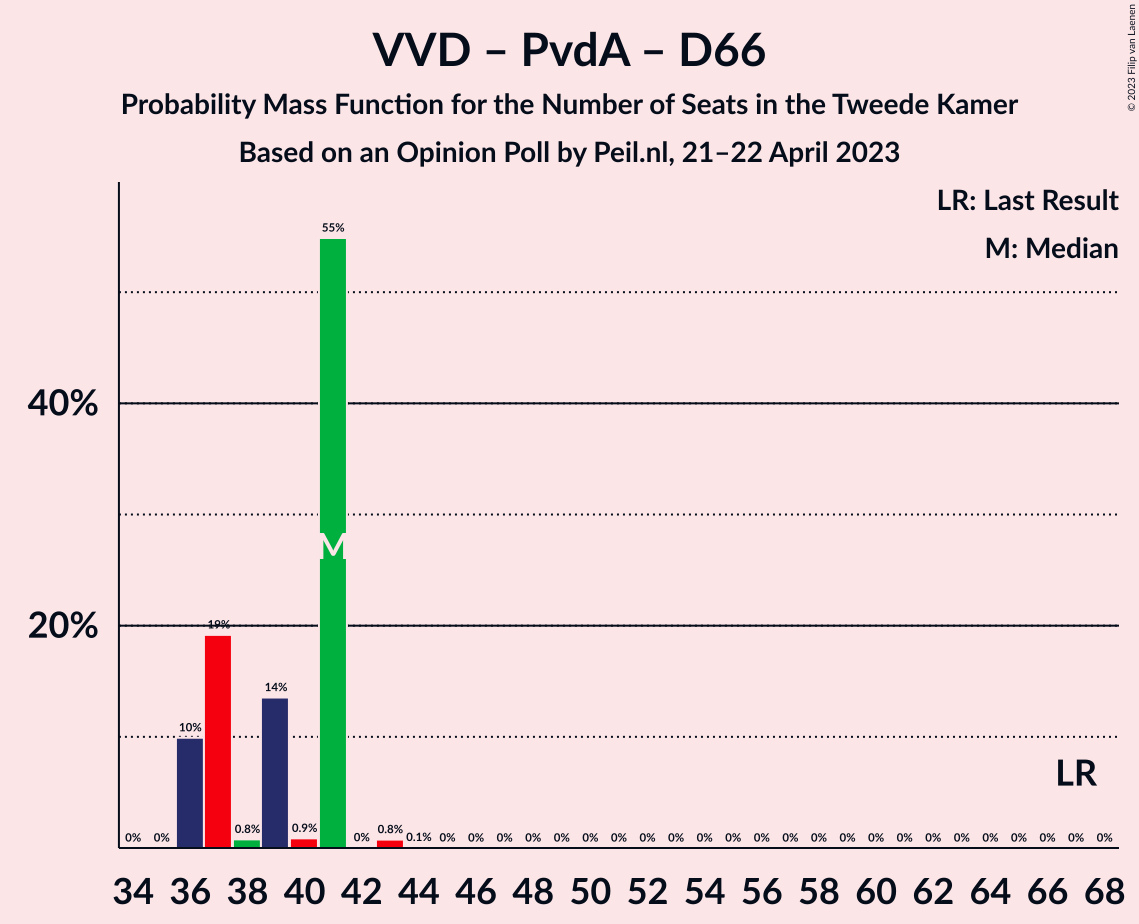 VVD – PvdA – D66
Probability Mass Function for the Number of Seats in the Tweede Kamer
Based on an Opinion Poll by Peil.nl, 21–22 April 2023
© 2023 Filip van Laenen
LR: Last Result
M: Median
55%
40%
M
20%
19%
14%
10%
LR
0% 0% 0.8% 0.9% 0% 0.8% 0.1% 0% 0% 0% 0% 0% 0% 0% 0% 0% 0% 0% 0% 0% 0% 0% 0% 0% 0% 0% 0% 0% 0% 0% 0%
34 36 38 40 42 44 46 48 50 52 54 56 58 60 62 64 66 68